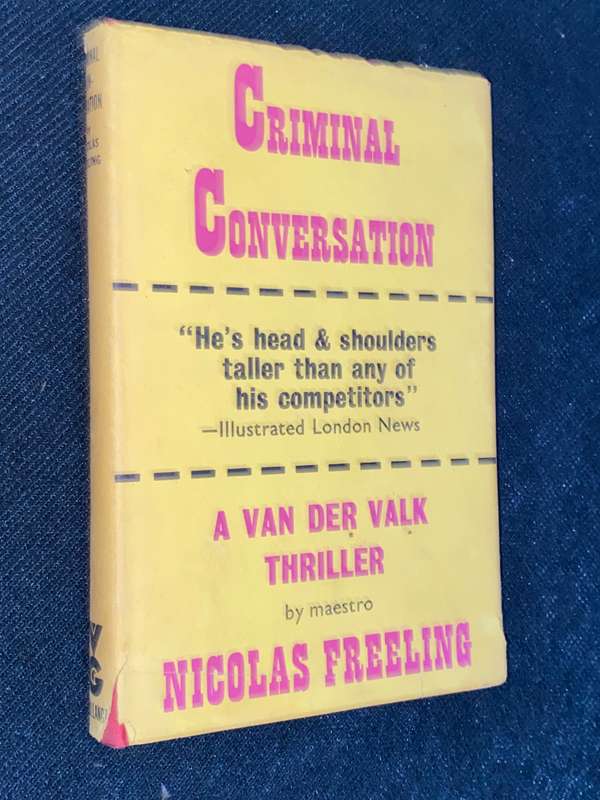 CRIMINAL
CONVERSATION
"He's head & shoulders
taller than any of
his competitors"
—Illustrated London News
A VAN DER VALK
THRILLER
by maestro
NICOLAS FREELING